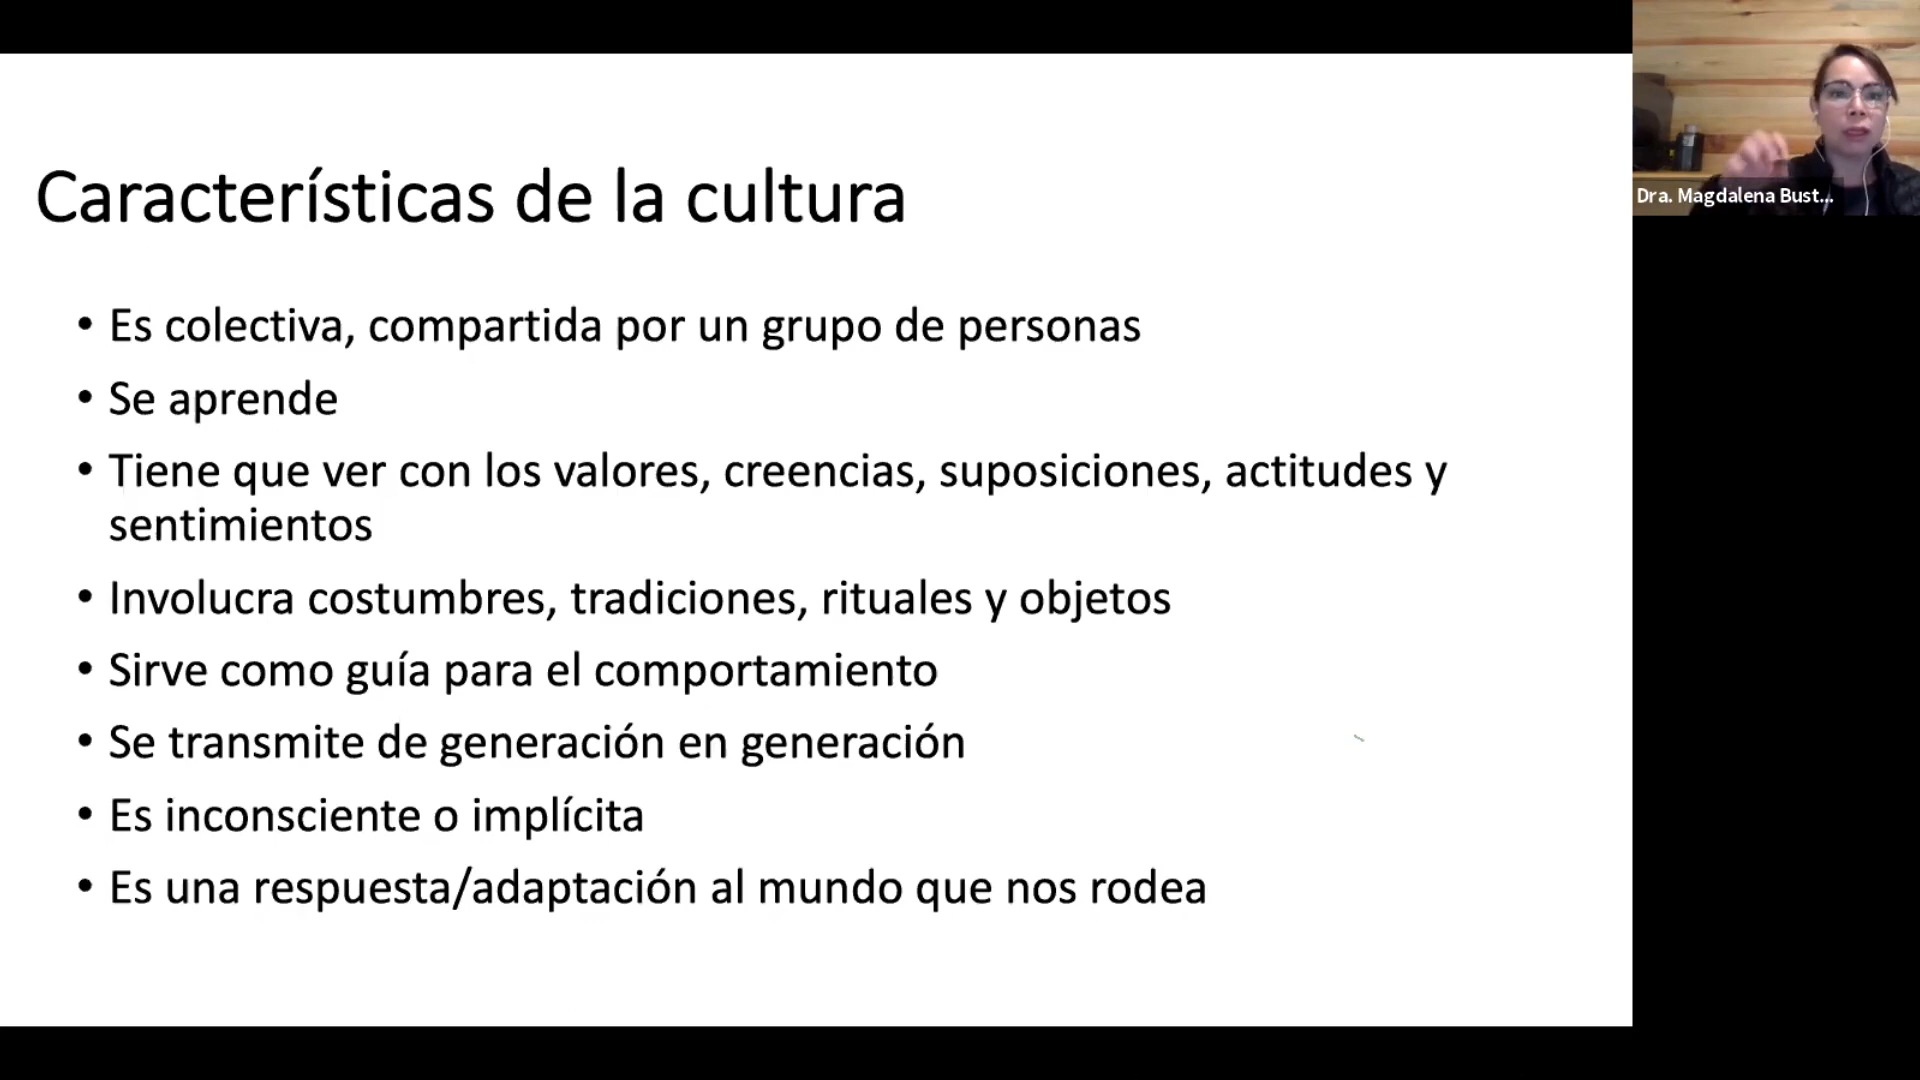 Características de la cultura
• Es colectiva, compartida por un grupo de personas
• Se aprende
• Tiene que ver con los valores, creencias, suposiciones, actitudes y
sentimientos
• Involucra costumbres, tradiciones, rituales y objetos
• Sirve como guía para el comportamiento
• Se transmite de generación en generación
• Es inconsciente o implícita
• Es una respuesta/adaptación al mundo que nos rodea
Dra. Magdalena Bust...